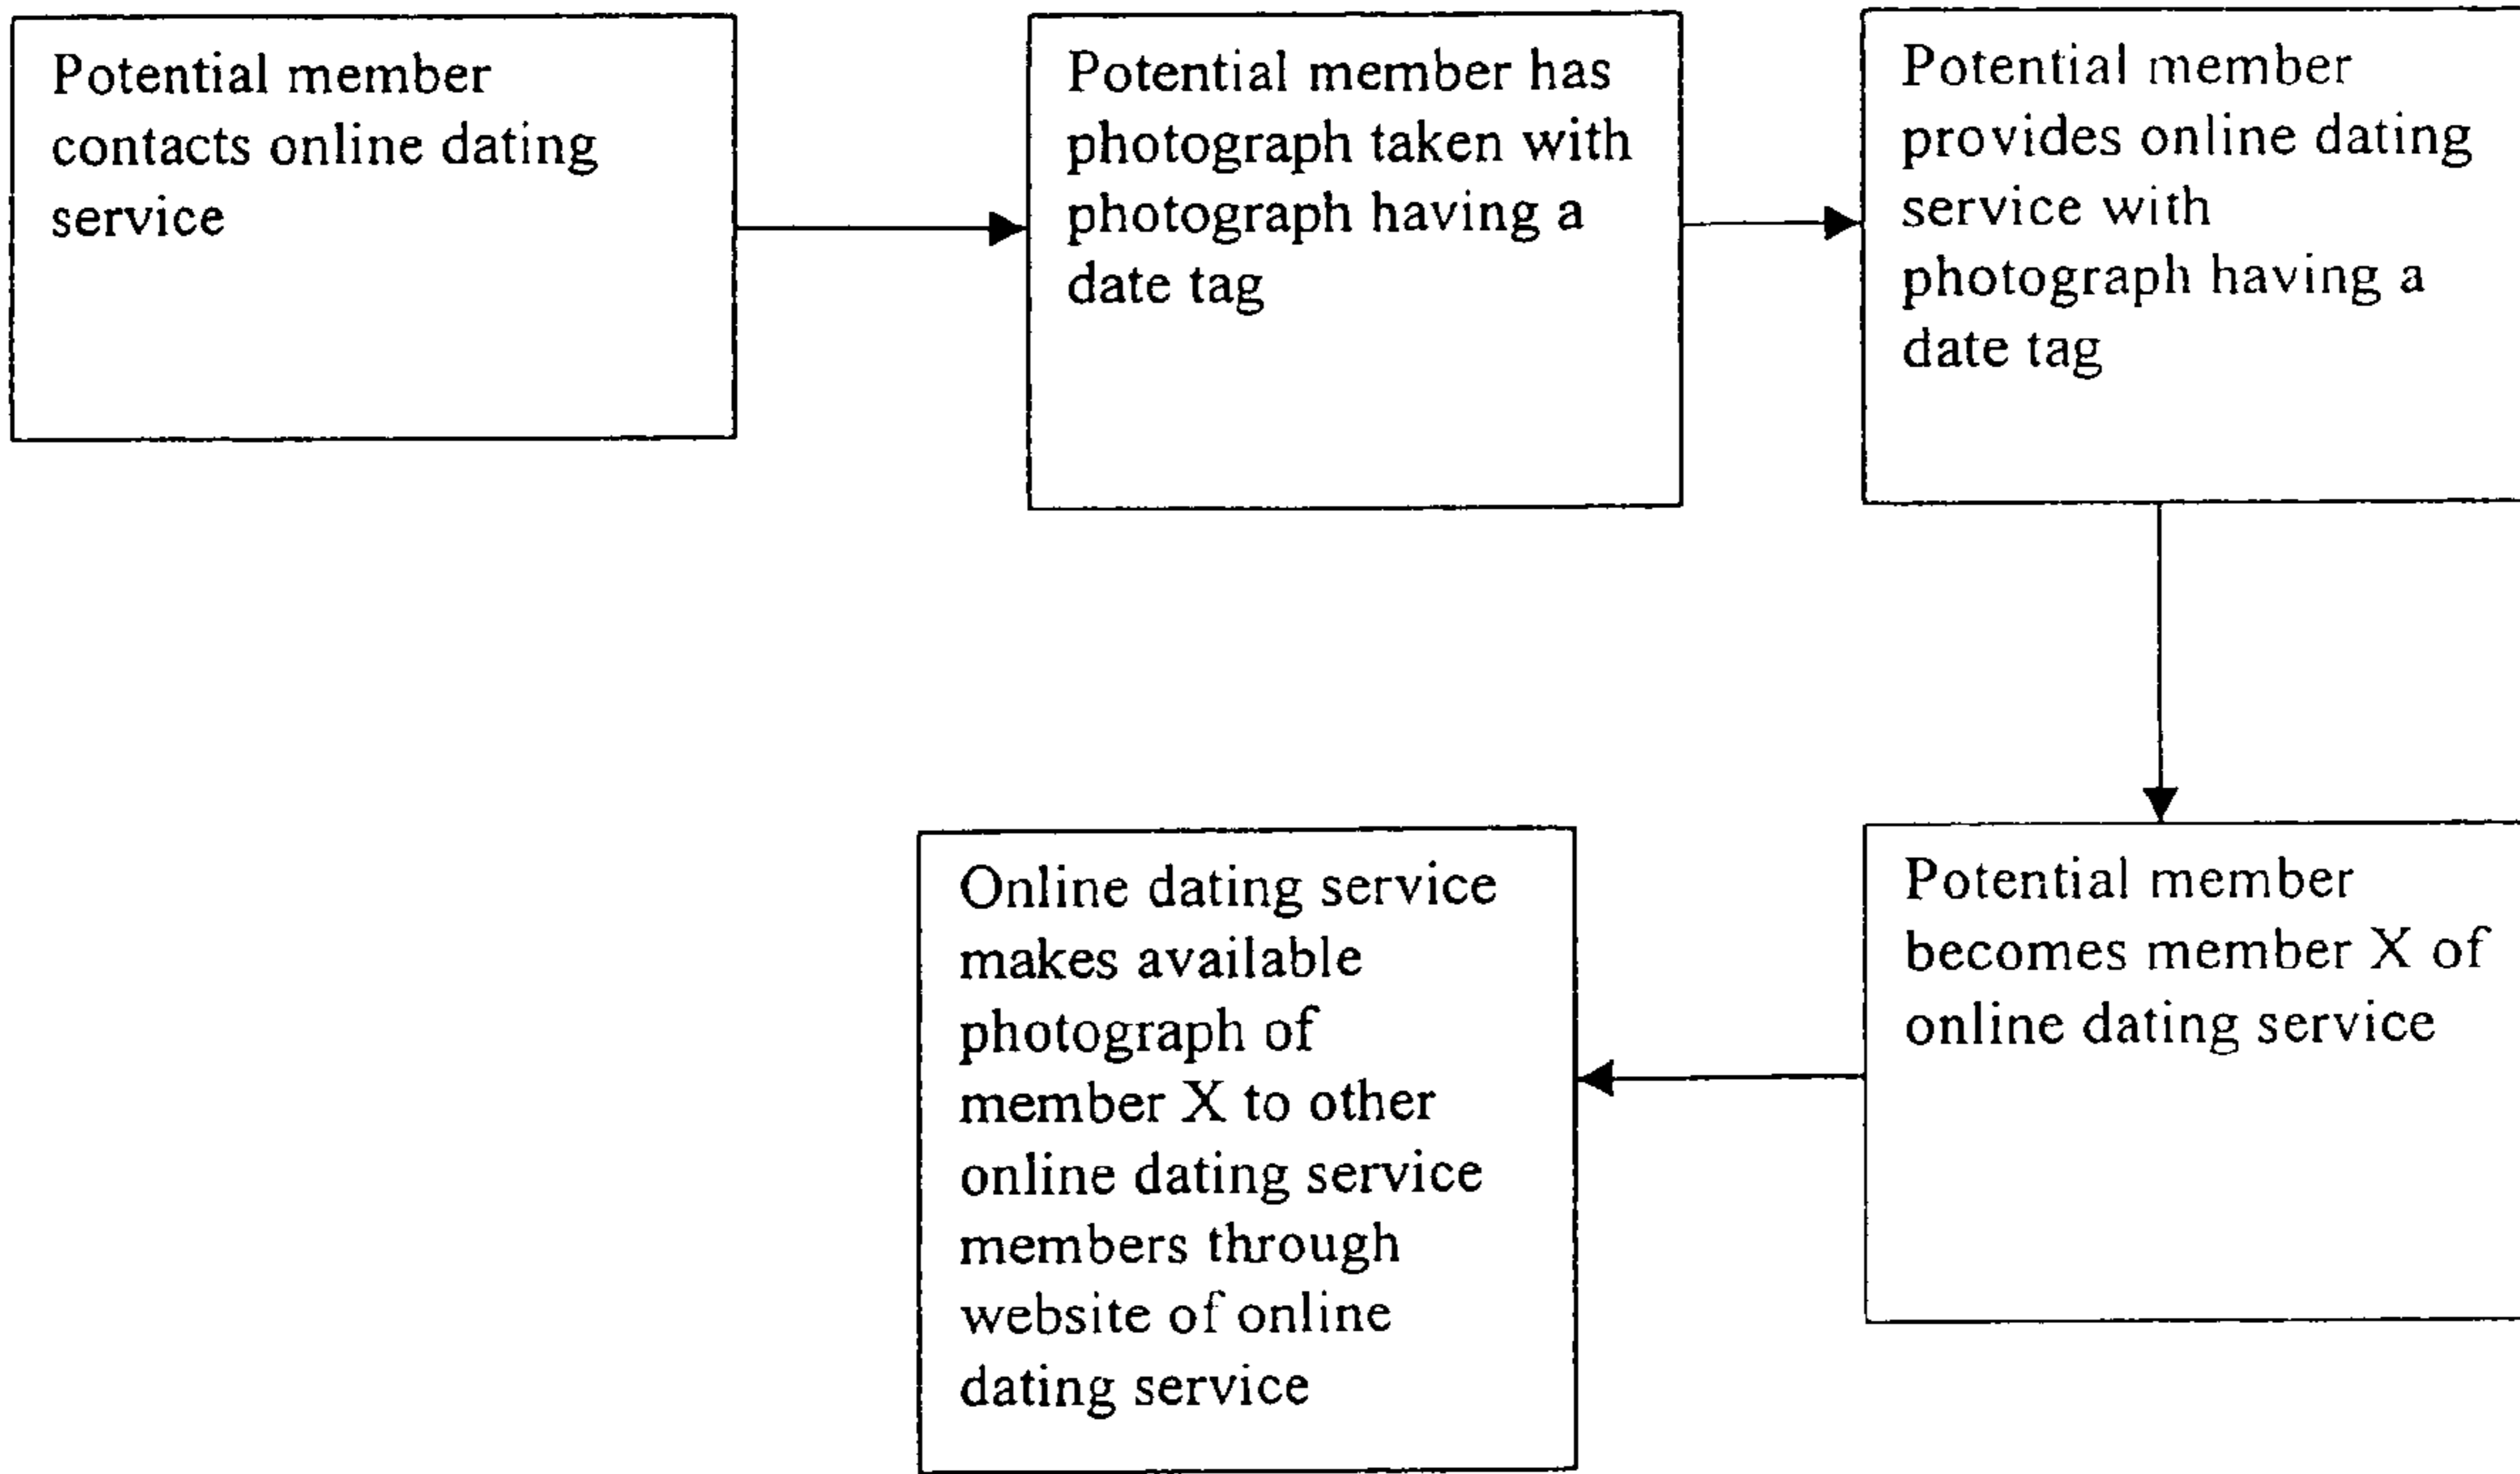 Potential member
contacts online dating
service
Potential member has
photograph taken with
photograph having a
date tag
Potential member
provides online dating
service with
photograph having a
date tag
Potential member
becomes member X of
online dating service
Online dating service
makes available
photograph of
member X to other
online dating service
members through
website of online
dating service